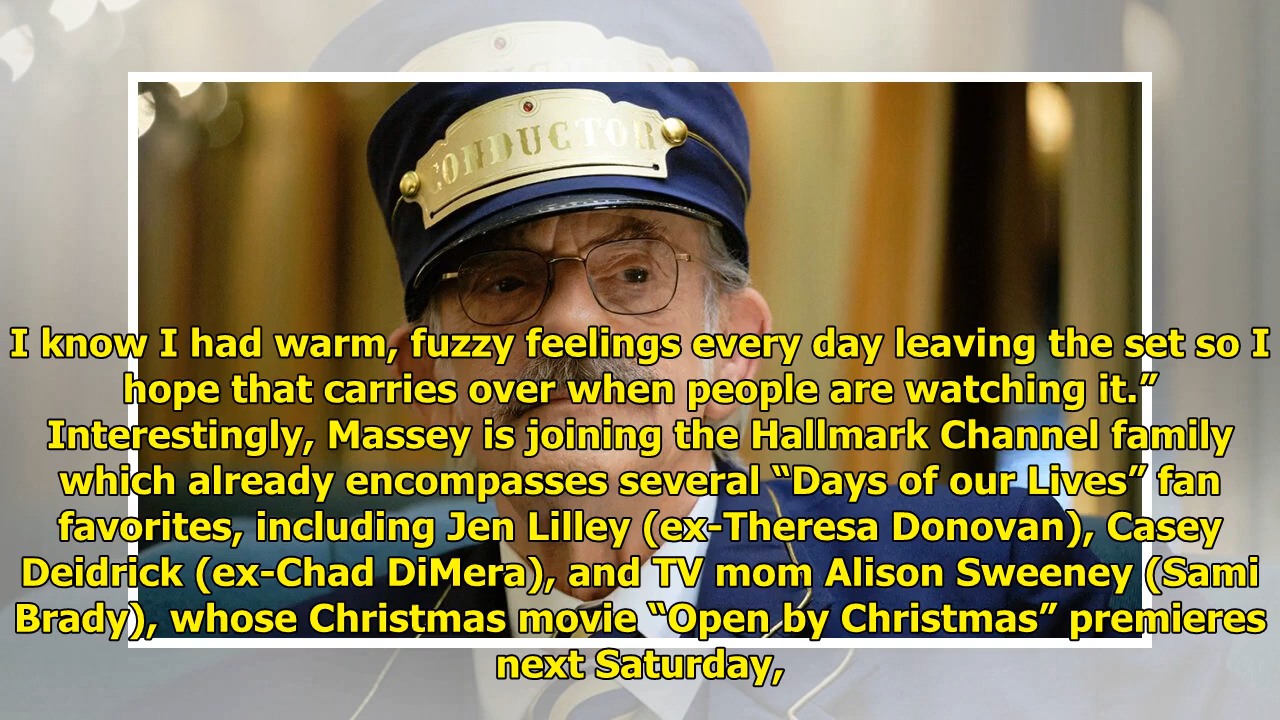 CONDUCTOR
I know I had warm, fuzzy feelings every day leaving the set so I
hope that carries over when people are watching it.”
Interestingly, Massey is joining the Hallmark Channel family
which already encompasses several “Days of our Lives” fan
favorites, including Jen Lilley (ex-Theresa Donovan), Casey
Deidrick (ex-Chad DiMera), and TV mom Alison Sweeney (Sami
Brady), whose Christmas movie “Open by Christmas” premieres
next Saturday,